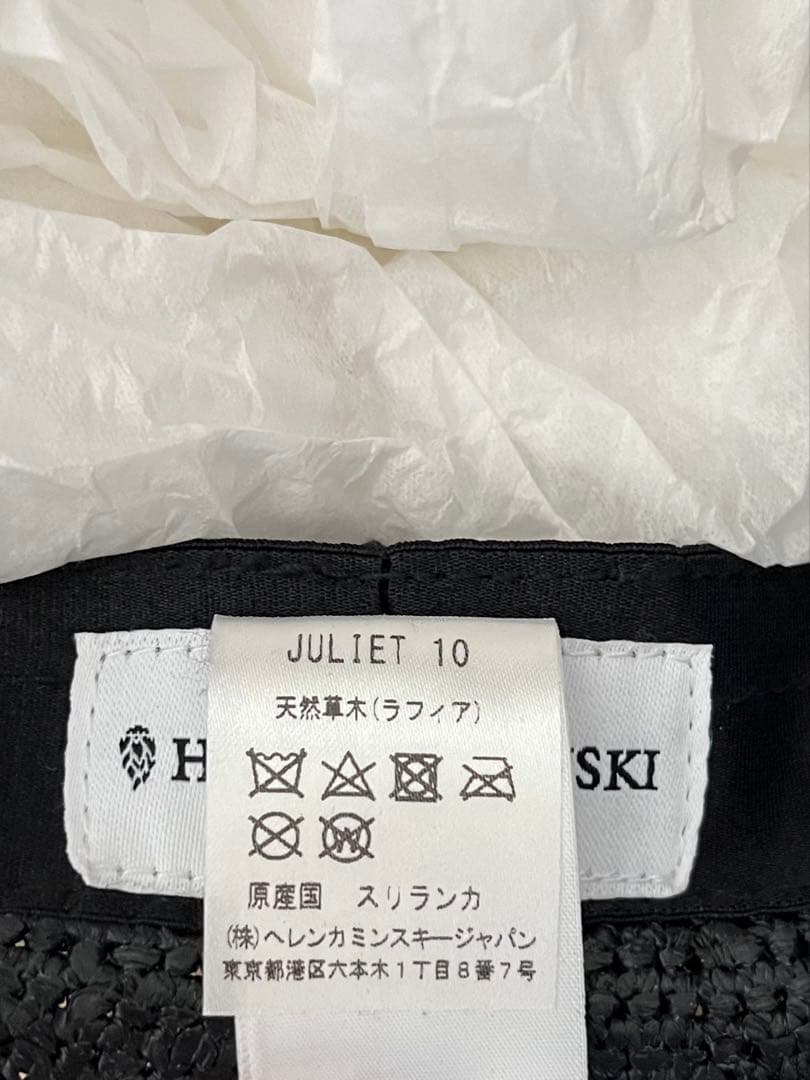 JULIET 10
天然草木(ラフィア)
H
SKI
原産国 スリランカ
(株)ヘレンカミンスキージャパン
東京都港区六本木1丁目8番7号